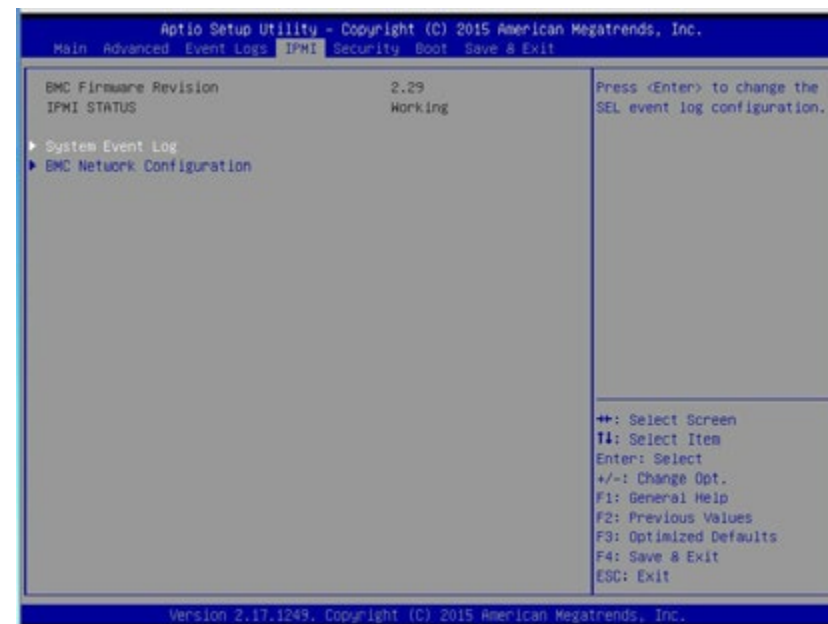 Aptio Setup Utility - Copyright (C) 2015 American Megatrends, Inc.
Main Advanced Event Logs IPMI Security Boot Save & Exit
BMC Firmware Revision 2.29
IPMI STATUS Working
System Event Log
BMC Network Configuration
Press <Enter> to change the
SEL event log configuration.
↔: Select Screen
↑↓: Select Item
Enter: Select
+/-: Change Opt.
F1: General Help
F2: Previous Values
F3: Optimized Defaults
F4: Save & Exit
ESC: Exit
Version 2.17.1249. Copyright (C) 2015 American Megatrends, Inc.